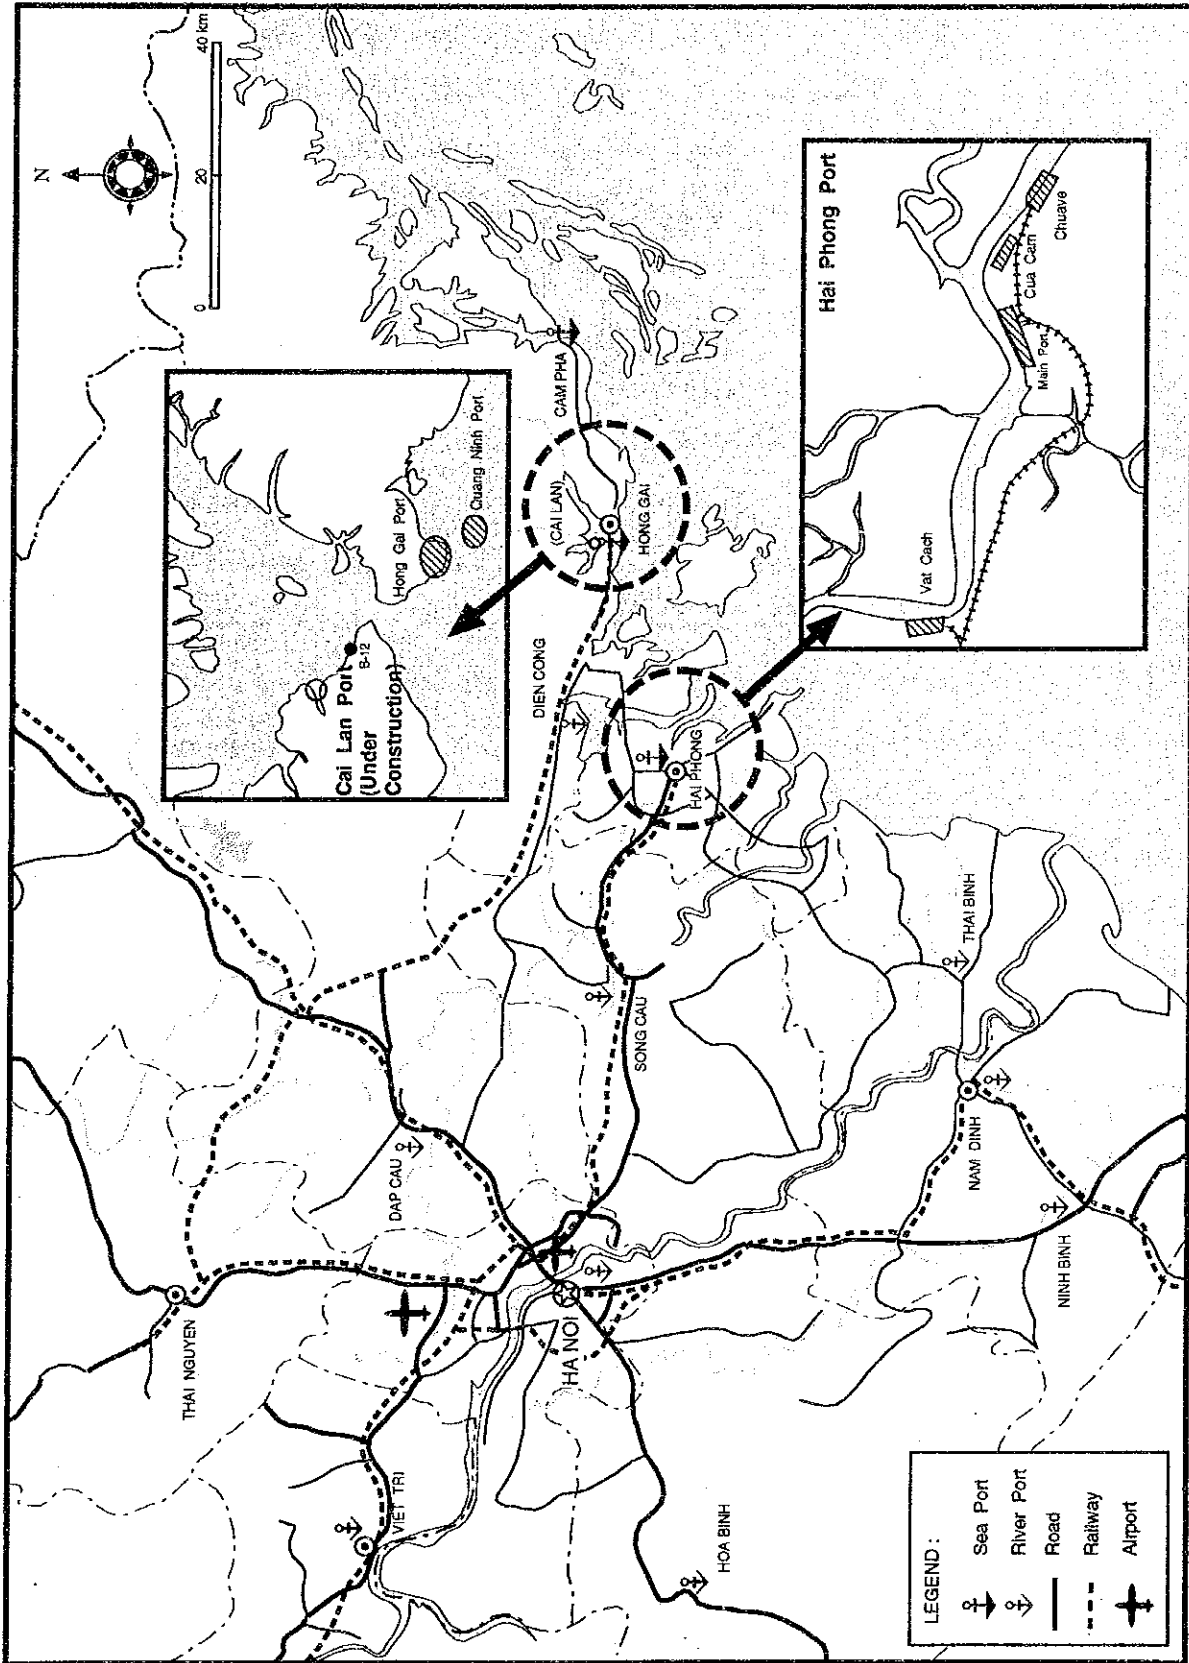 N
0 20 40 km
Cai Lan Port
(Under
Construction)
B-12
Hong Gai Port
Quang Ninh Port
THAI NGUYEN
DAP CAU
VIET TRI
HA NOI
HOA BINH
SONG CAU
DIEN CONG
(CAI LAN)
HONG GAI
CAM PHA
HAI PHONG
THAI BINH
NAM DINH
NINH BINH
Hai Phong Port
Vat Cach
Main Port
Cua Cam
Chuave
LEGEND :
Sea Port
River Port
Road
Railway
Airport